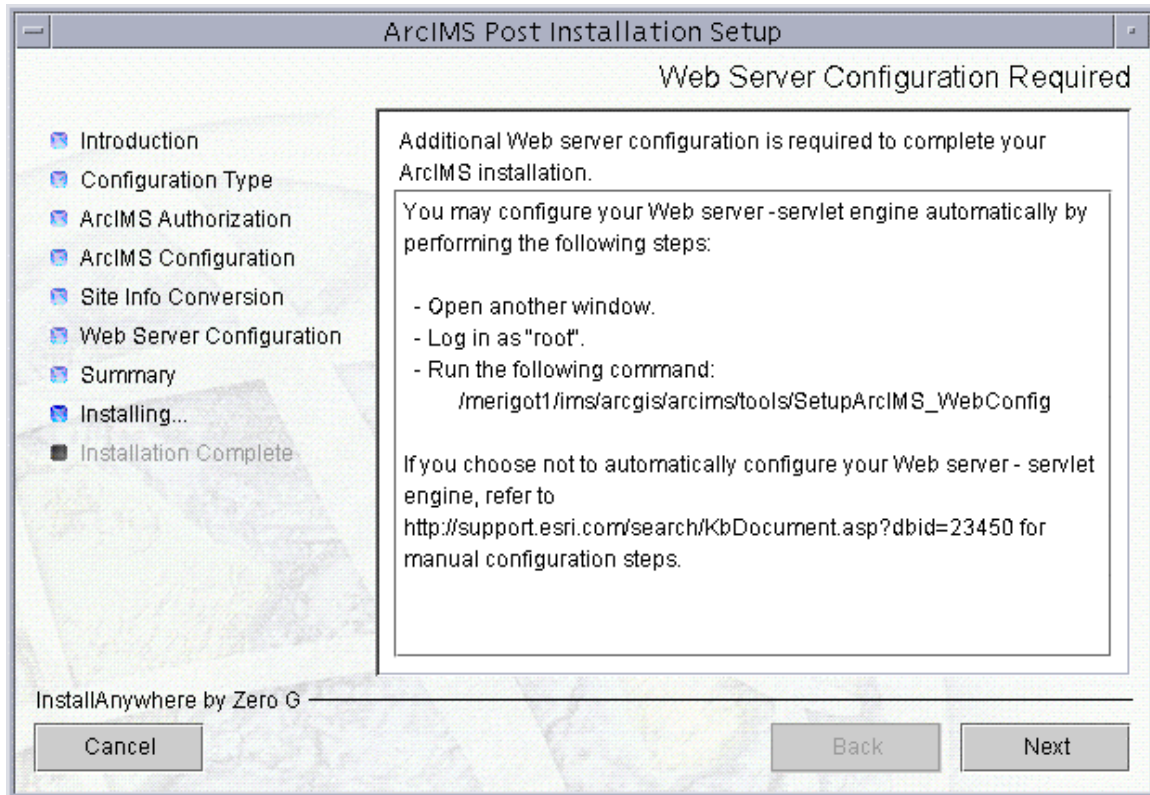 ArcIMS Post Installation Setup
Web Server Configuration Required
Introduction
Configuration Type
ArcIMS Authorization
ArcIMS Configuration
Site Info Conversion
Web Server Configuration
Summary
Installing...
Installation Complete
Additional Web server configuration is required to complete your
ArcIMS installation.
You may configure your Web server -servlet engine automatically by
performing the following steps:
- Open another window.
- Log in as "root".
- Run the following command:
/merigot1/ims/arcgis/arcims/tools/SetupArcIMS_WebConfig
If you choose not to automatically configure your Web server - servlet
engine, refer to
http://support.esri.com/search/KbDocument.asp?dbid=23450 for
manual configuration steps.
InstallAnywhere by Zero G
Cancel
Back
Next